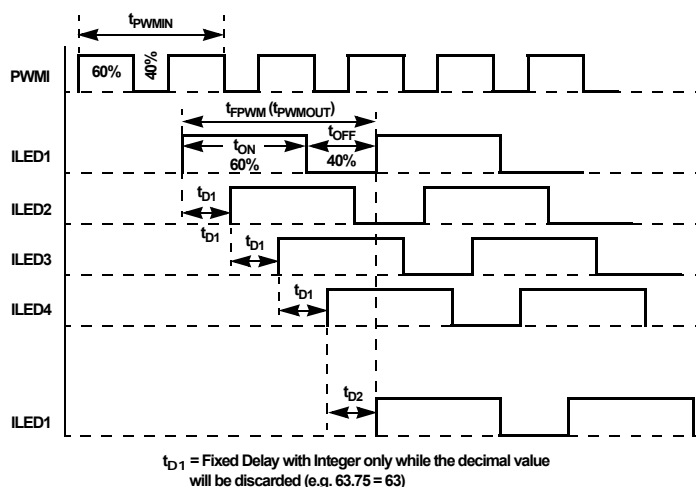 tPWMIN
PWMI
60%
40%
tFPWM (tPWMOUT)
ILED1
tON
60%
tOFF
40%
ILED2
tD1
tD1
ILED3
tD1
ILED4
tD1
tD2
ILED1
tD1 = Fixed Delay with Integer only while the decimal value
will be discarded (e.g. 63.75 = 63)